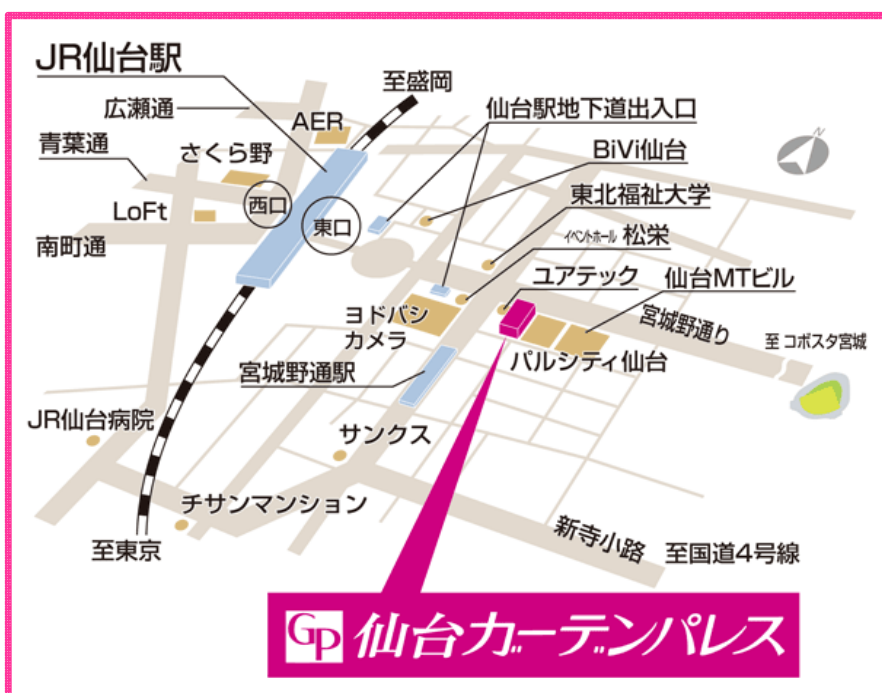 JR仙台駅
至盛岡
広瀬通
AER
仙台駅地下道出入口
青葉通
さくら野
BiVi仙台
西口
東口
東北福祉大学
LoFt
南町通
イベントホール 松栄
ユアテック
仙台MTビル
ヨドバシ
カメラ
宮城野通り
至 コボスタ宮城
パルシティ仙台
宮城野通駅
JR仙台病院
サンクス
チサンマンション
至東京
新寺小路
至国道4号線
GP 仙台ガーデンパレス
N